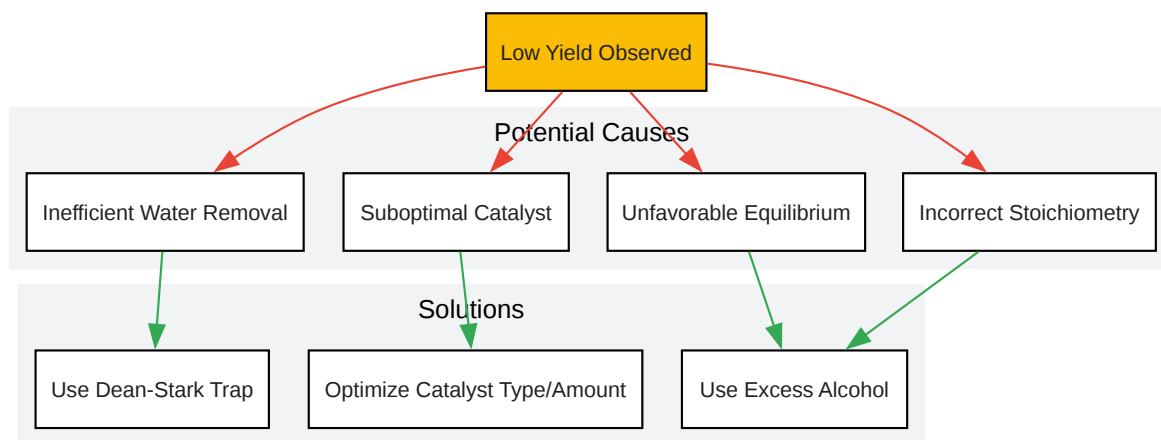 Low Yield Observed
Potential Causes
Inefficient Water Removal
Suboptimal Catalyst
Unfavorable Equilibrium
Incorrect Stoichiometry
Solutions
Use Dean-Stark Trap
Optimize Catalyst Type/Amount
Use Excess Alcohol